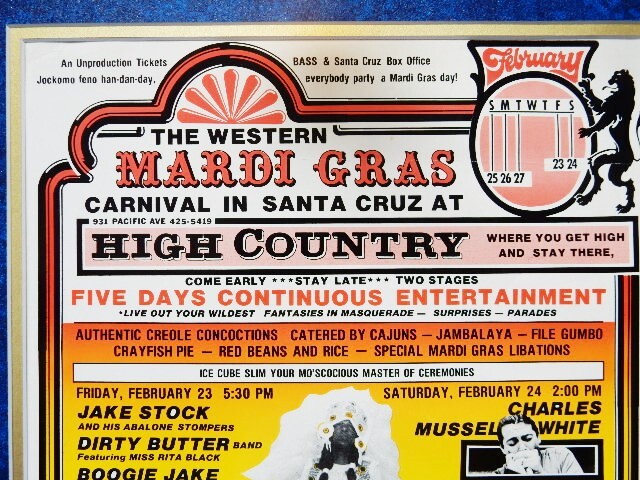 An Unproduction Tickets BASS & Santa Cruz Box Office
Jockomo feno han-dan-day, everybody party a Mardi Gras day!
February
S M T W T F S
23 24
25 26 27
THE WESTERN
MARDI GRAS
CARNIVAL IN SANTA CRUZ AT
931 PACIFIC AVE 425-5419
HIGH COUNTRY
WHERE YOU GET HIGH
AND STAY THERE,
COME EARLY ***STAY LATE*** TWO STAGES
FIVE DAYS CONTINUOUS ENTERTAINMENT
*LIVE OUT YOUR WILDEST FANTASIES IN MASQUERADE — SURPRISES — PARADES
AUTHENTIC CREOLE CONCOCTIONS CATERED BY CAJUNS — JAMBALAYA — FILE GUMBO
CRAYFISH PIE — RED BEANS AND RICE — SPECIAL MARDI GRAS LIBATIONS
ICE CUBE SLIM YOUR MO'SCOCIOUS MASTER OF CEREMONIES
FRIDAY, FEBRUARY 23 5:30 PM
JAKE STOCK
AND HIS ABALONE STOMPERS
DIRTY BUTTER BAND
Featuring MISS RITA BLACK
BOOGIE JAKE
SATURDAY, FEBRUARY 24 2:00 PM
CHARLES
MUSSELWHITE